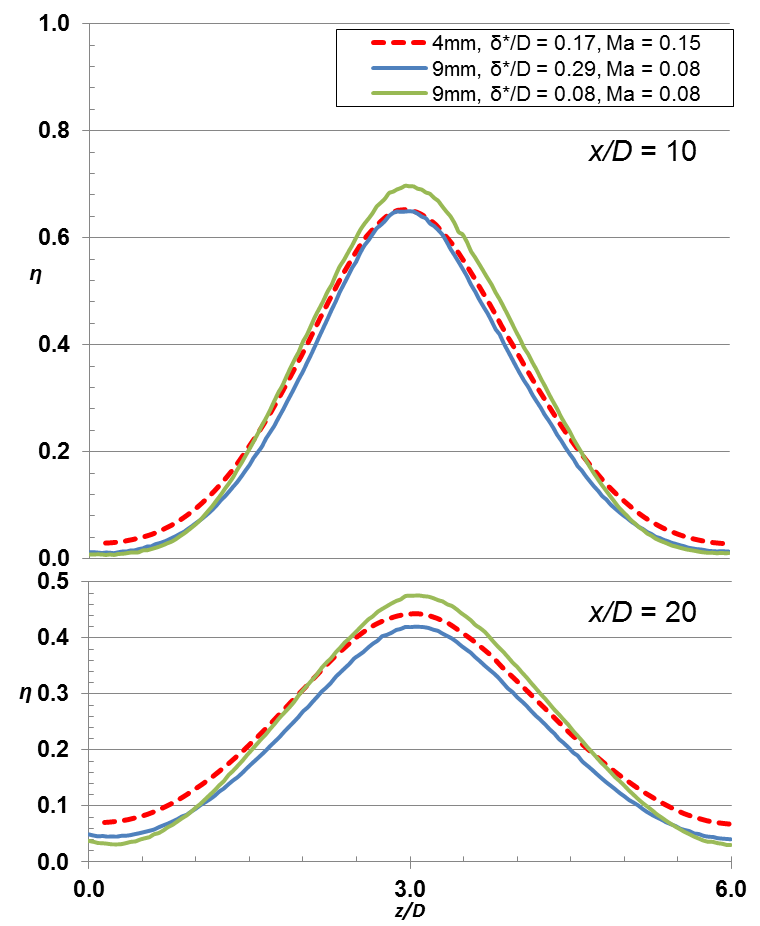 1.0
4mm, δ*/D = 0.17, Ma = 0.15
9mm, δ*/D = 0.29, Ma = 0.08
9mm, δ*/D = 0.08, Ma = 0.08
0.8
x/D = 10
0.6
η
0.4
0.2
0.0
0.5
x/D = 20
0.4
η 0.3
0.2
0.1
0.0
0.0 3.0 6.0
z/D